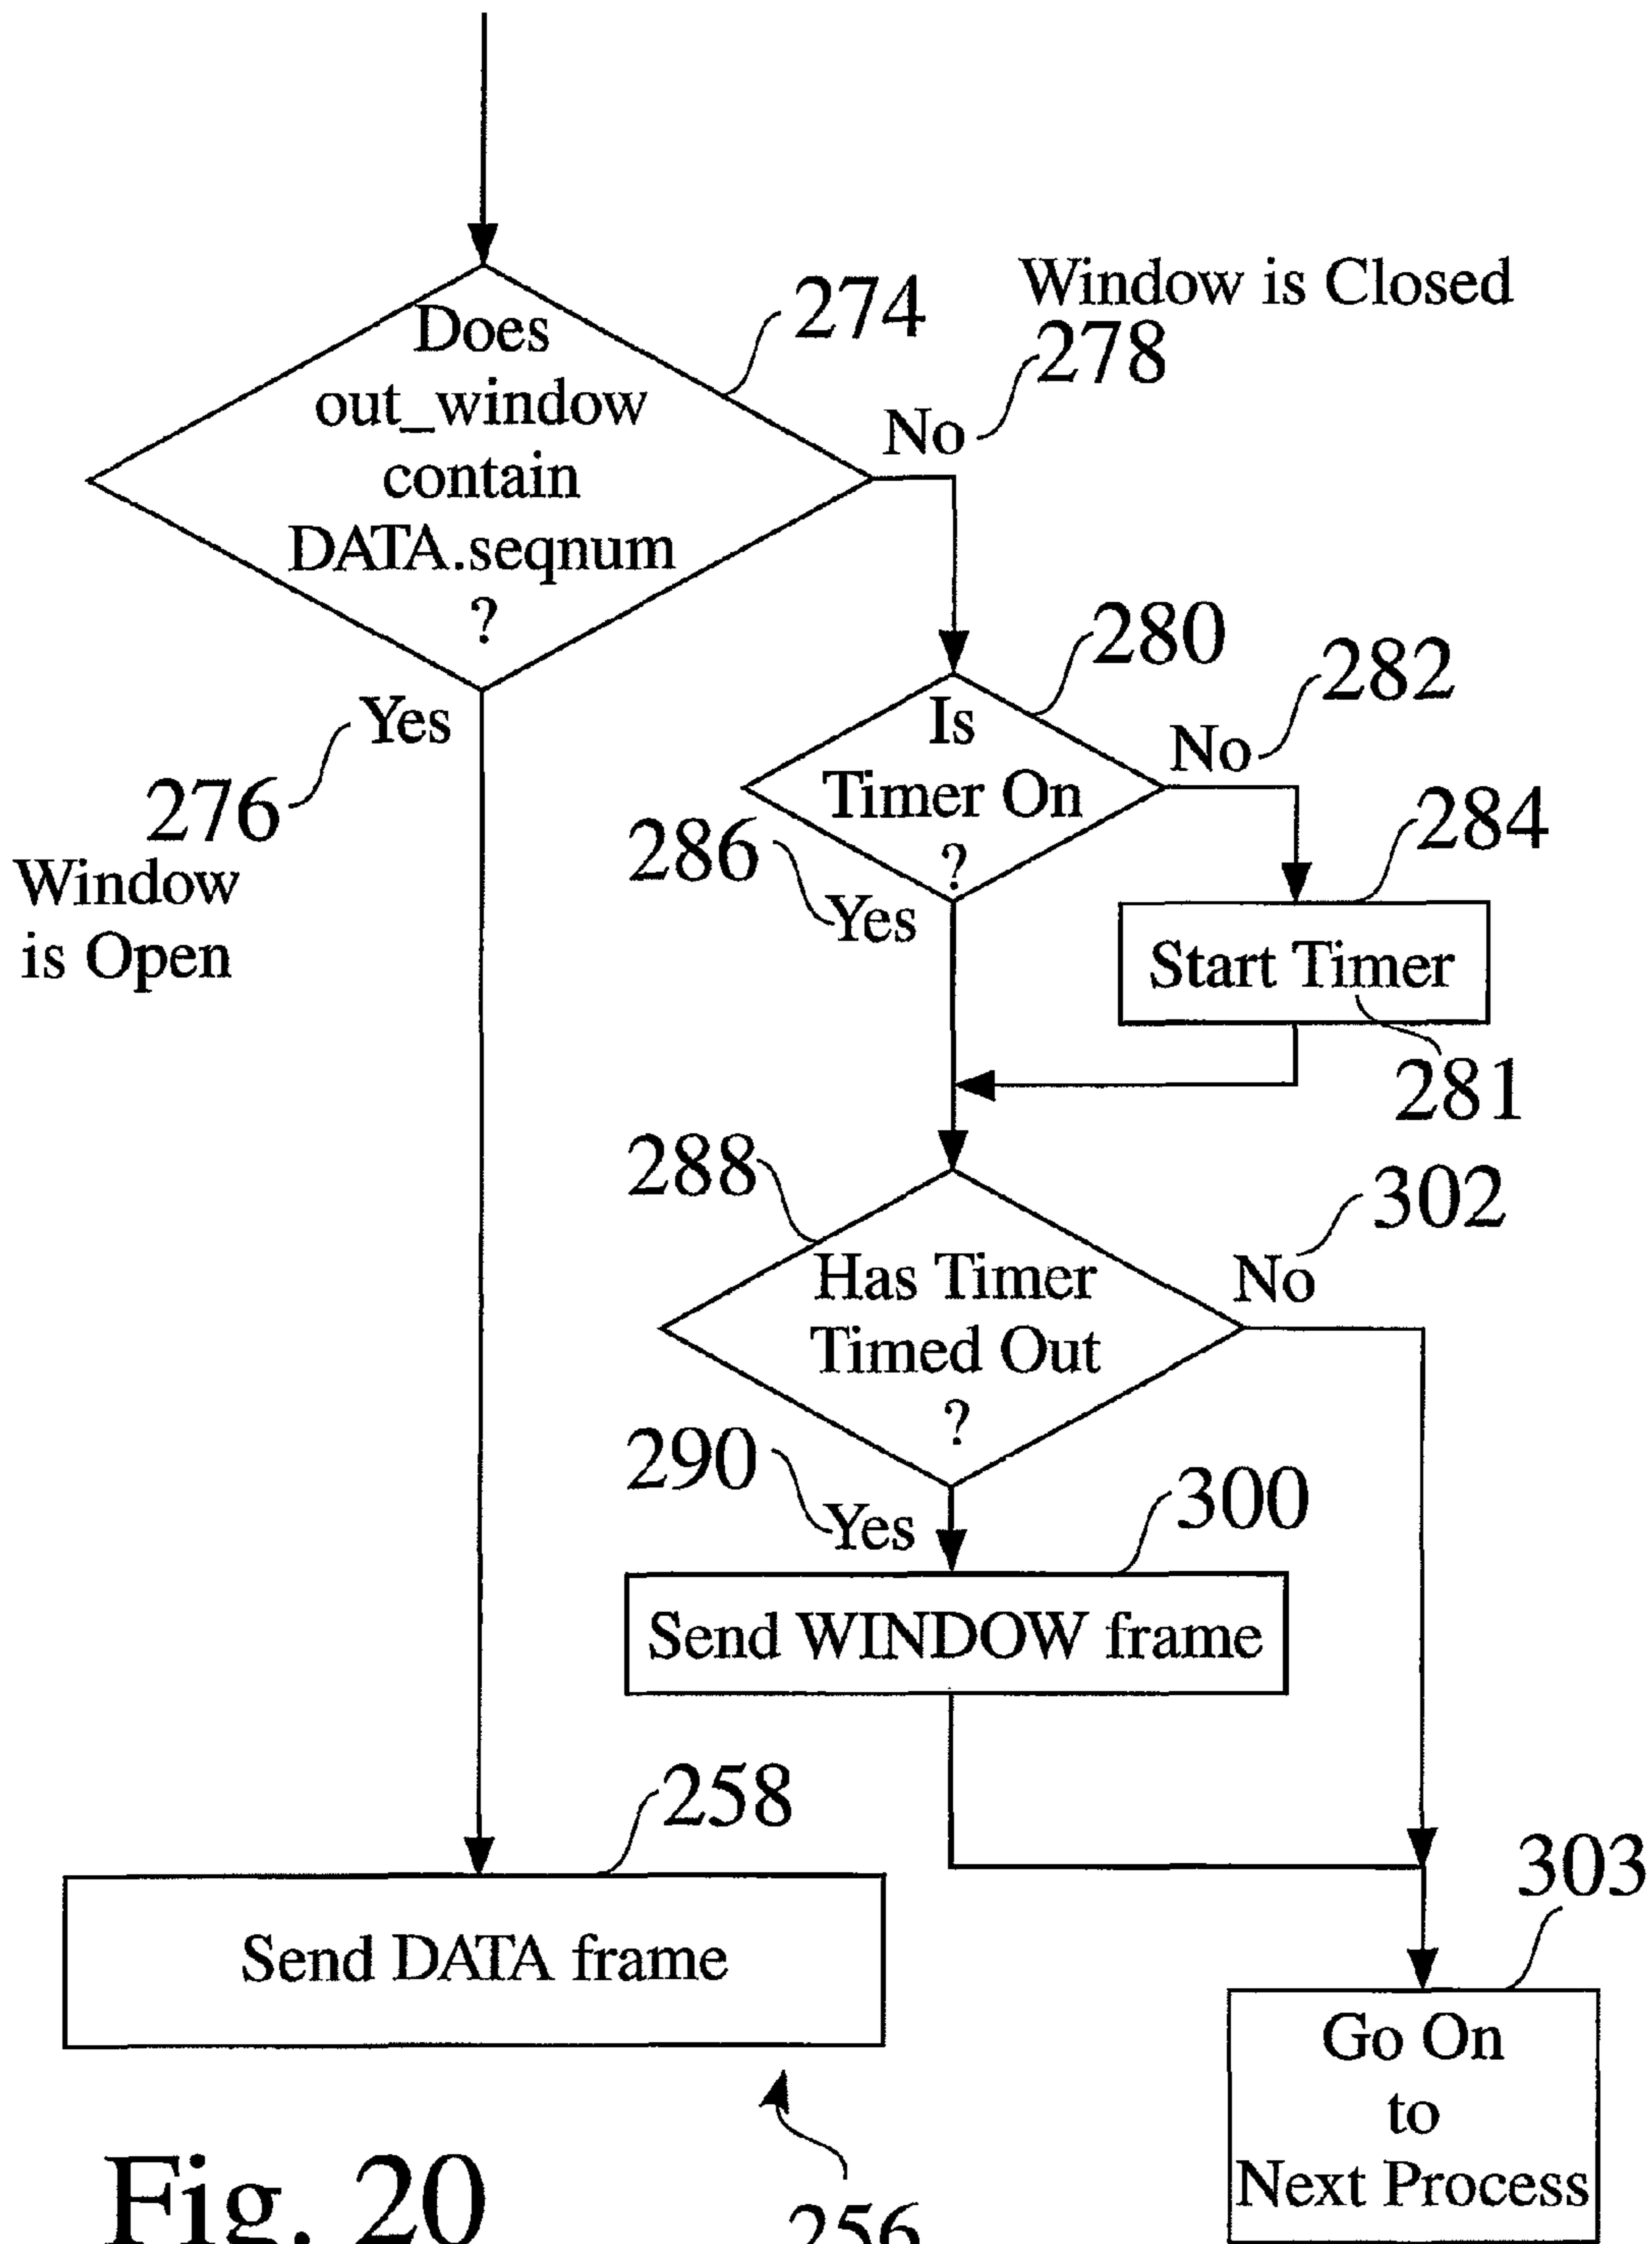 Does
out_window
contain
DATA.seqnum
?
274
Window is Closed
278
No
Yes
276
Window
is Open
280
Is
Timer On
?
No
282
284
286
Yes
Start Timer
281
288
302
Has Timer
Timed Out
?
No
290
Yes
300
Send WINDOW frame
258
Send DATA frame
303
Go On
to
Next Process
256
Fig. 20